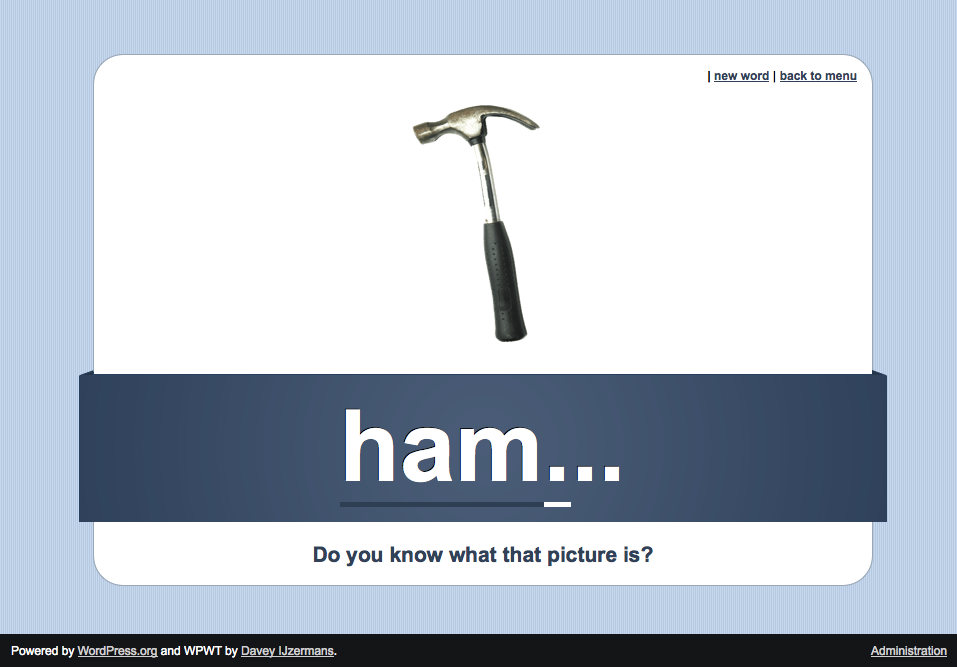 | new word | back to menu
ham...
Do you know what that picture is?
Powered by WordPress.org and WPWT by Davey IJzermans.
Administration